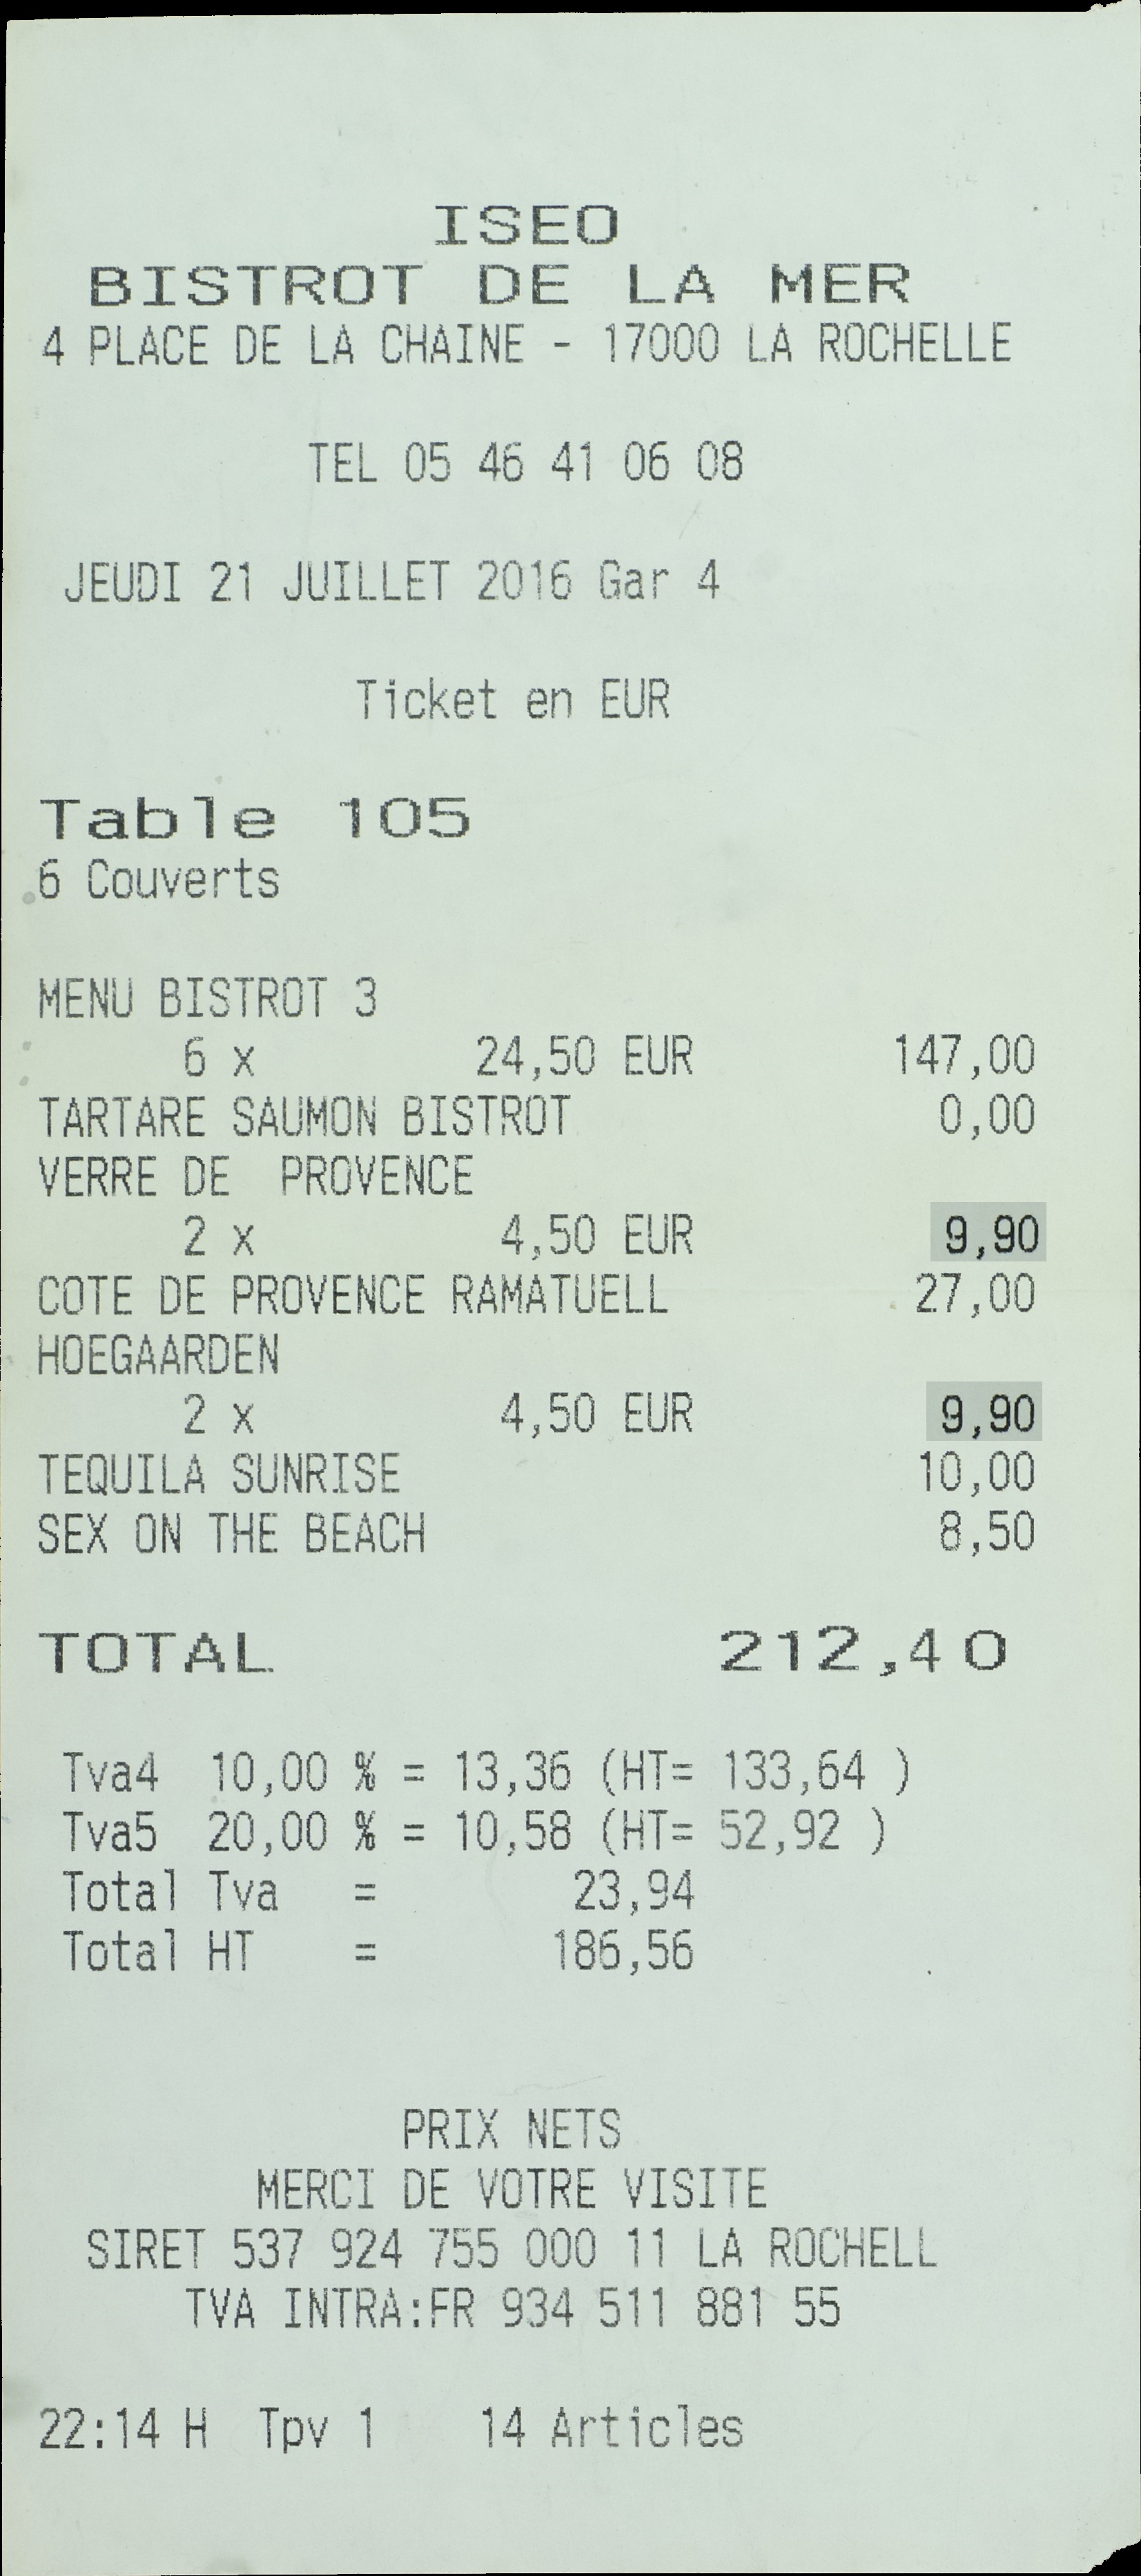 ISEO
BISTROT DE LA MER
4 PLACE DE LA CHAINE - 17000 LA ROCHELLE
TEL 05 46 41 06 08
JEUDI 21 JUILLET 2016 Gar 4
Ticket en EUR
Table 105
6 Couverts
MENU BISTROT 3
6 x 24,50 EUR 147,00
TARTARE SAUMON BISTROT 0,00
VERRE DE PROVENCE
2 x 4,50 EUR 9,90
COTE DE PROVENCE RAMATUELL 27,00
HOEGAARDEN
2 x 4,50 EUR 9,90
TEQUILA SUNRISE 10,00
SEX ON THE BEACH 8,50
TOTAL 212,40
Tva4 10,00 % = 13,36 (HT= 133,64 )
Tva5 20,00 % = 10,58 (HT= 52,92 )
Total Tva = 23,94
Total HT = 186,56
PRIX NETS
MERCI DE VOTRE VISITE
SIRET 537 924 755 000 11 LA ROCHELL
TVA INTRA:FR 934 511 881 55
22:14 H Tpv 1 14 Articles